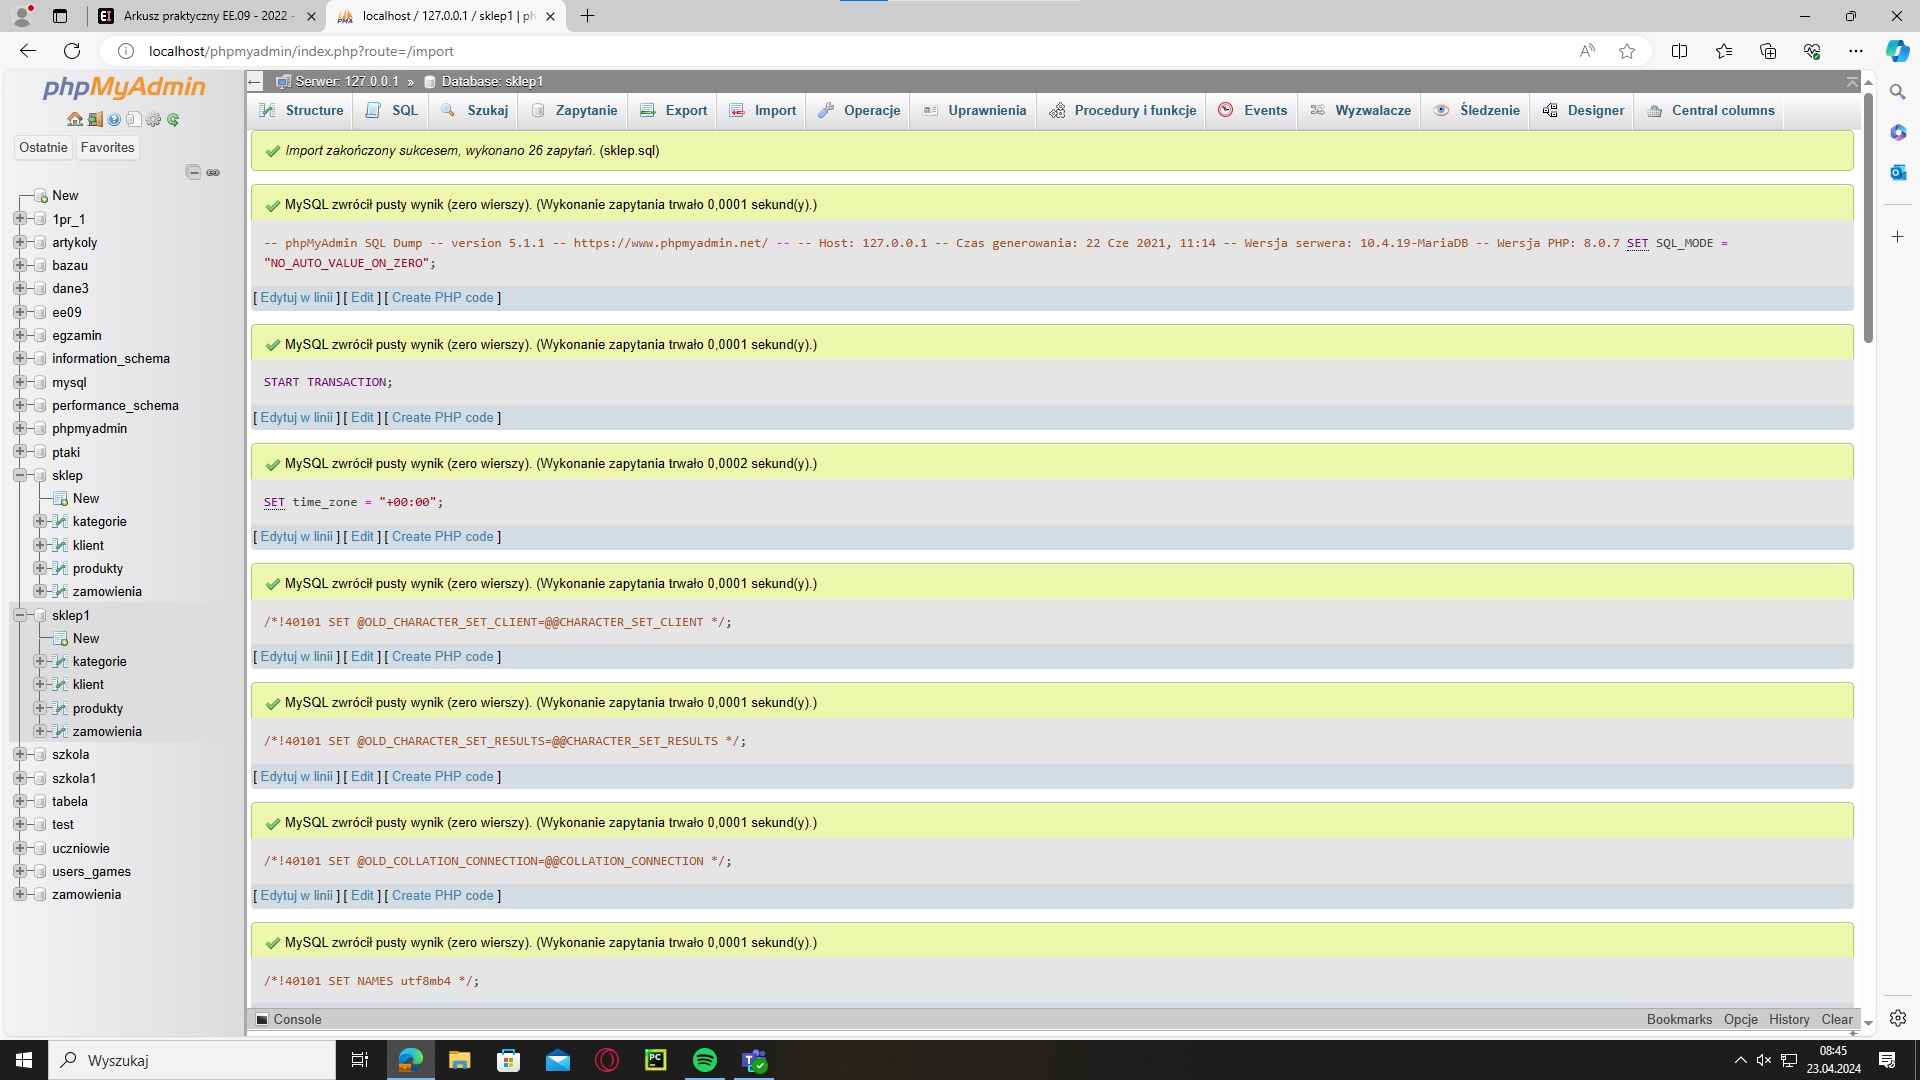 Arkusz praktyczny EE.09 - 2022 -
localhost / 127.0.0.1 / sklep1 | ph
localhost/phpmyadmin/index.php?route=/import
phpMyAdmin
Ostatnie
Favorites
New
1pr_1
artykoly
bazau
dane3
ee09
egzamin
information_schema
mysql
performance_schema
phpmyadmin
ptaki
sklep
New
kategorie
klient
produkty
zamowienia
sklep1
New
kategorie
klient
produkty
zamowienia
szkola
szkola1
tabela
test
uczniowie
users_games
zamowienia
Serwer: 127.0.0.1 » Database: sklep1
Structure SQL Szukaj Zapytanie Export Import Operacje Uprawnienia Procedury i funkcje Events Wyzwalacze Śledzenie Designer Central columns
Import zakończony sukcesem, wykonano 26 zapytań. (sklep.sql)
MySQL zwrócił pusty wynik (zero wierszy). (Wykonanie zapytania trwało 0,0001 sekund(y).)
-- phpMyAdmin SQL Dump -- version 5.1.1 -- https://www.phpmyadmin.net/ -- -- Host: 127.0.0.1 -- Czas generowania: 22 Cze 2021, 11:14 -- Wersja serwera: 10.4.19-MariaDB -- Wersja PHP: 8.0.7 SET SQL_MODE =
"NO_AUTO_VALUE_ON_ZERO";
[ Edytuj w linii ] [ Edit ] [ Create PHP code ]
MySQL zwrócił pusty wynik (zero wierszy). (Wykonanie zapytania trwało 0,0001 sekund(y).)
START TRANSACTION;
[ Edytuj w linii ] [ Edit ] [ Create PHP code ]
MySQL zwrócił pusty wynik (zero wierszy). (Wykonanie zapytania trwało 0,0002 sekund(y).)
SET time_zone = "+00:00";
[ Edytuj w linii ] [ Edit ] [ Create PHP code ]
MySQL zwrócił pusty wynik (zero wierszy). (Wykonanie zapytania trwało 0,0001 sekund(y).)
/*!40101 SET @OLD_CHARACTER_SET_CLIENT=@@CHARACTER_SET_CLIENT */;
[ Edytuj w linii ] [ Edit ] [ Create PHP code ]
MySQL zwrócił pusty wynik (zero wierszy). (Wykonanie zapytania trwało 0,0001 sekund(y).)
/*!40101 SET @OLD_CHARACTER_SET_RESULTS=@@CHARACTER_SET_RESULTS */;
[ Edytuj w linii ] [ Edit ] [ Create PHP code ]
MySQL zwrócił pusty wynik (zero wierszy). (Wykonanie zapytania trwało 0,0001 sekund(y).)
/*!40101 SET @OLD_COLLATION_CONNECTION=@@COLLATION_CONNECTION */;
[ Edytuj w linii ] [ Edit ] [ Create PHP code ]
MySQL zwrócił pusty wynik (zero wierszy). (Wykonanie zapytania trwało 0,0001 sekund(y).)
/*!40101 SET NAMES utf8mb4 */;
Console
Bookmarks Opcje History Clear
Wyszukaj
08:45
23.04.2024